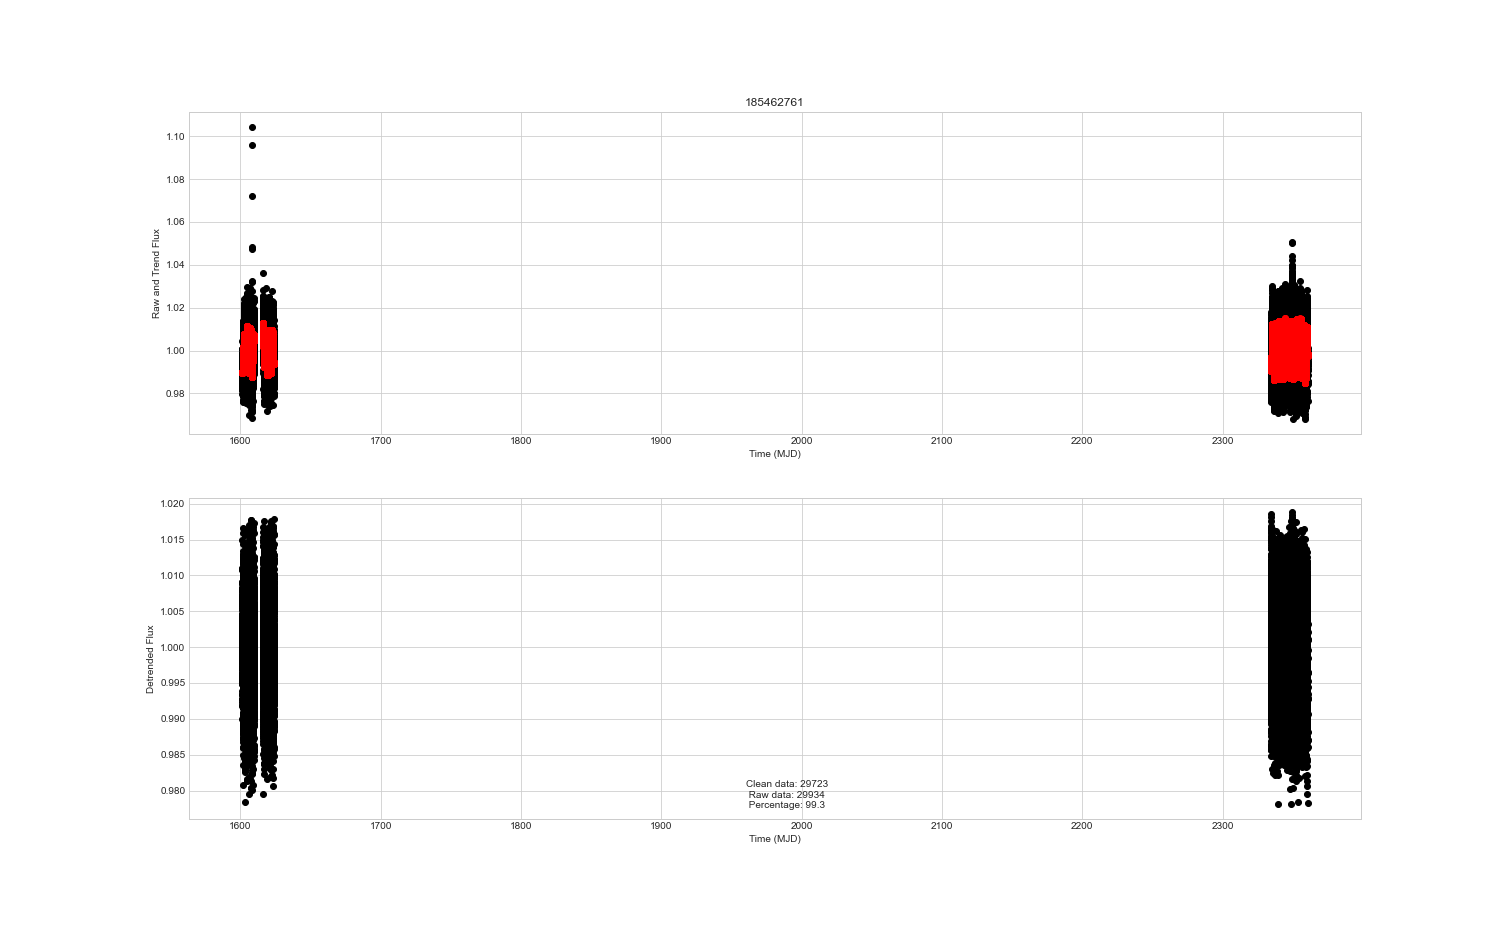 185462761
1.10
1.08
1.06
1.04
1.02
1.00
0.98
Raw and Trend Flux
1600 1700 1800 1900 2000 2100 2200 2300
Time (MJD)
1.020
1.015
1.010
1.005
1.000
0.995
0.990
0.985
0.980
Detrended Flux
Clean data: 29723
Raw data: 29934
Percentage: 99.3
1600 1700 1800 1900 2000 2100 2200 2300
Time (MJD)